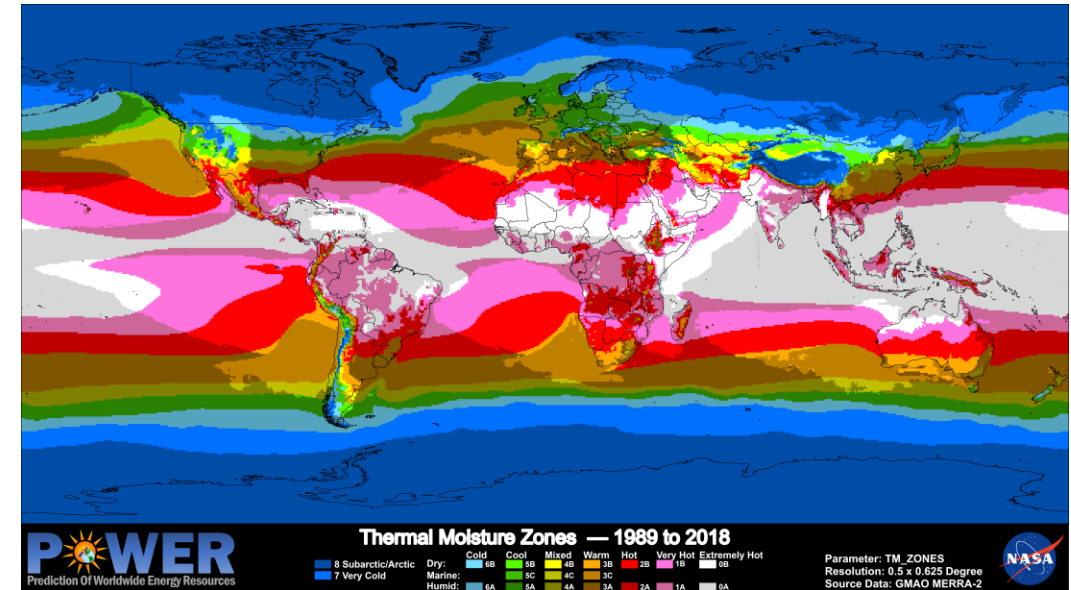 Thermal Moisture Zones — 1989 to 2018
POWER
Prediction Of Worldwide Energy Resources
8 Subarctic/Arctic
7 Very Cold
Cold Cool Mixed Warm Hot Very Hot Extremely Hot
Dry: 6B 5B 4B 3B 2B 1B 0B
Marine: 5C 4C 3C
Humid: 6A 5A 4A 3A 2A 1A 0A
Parameter: TM_ZONES
Resolution: 0.5 x 0.625 Degree
Source Data: GMAO MERRA-2
NASA